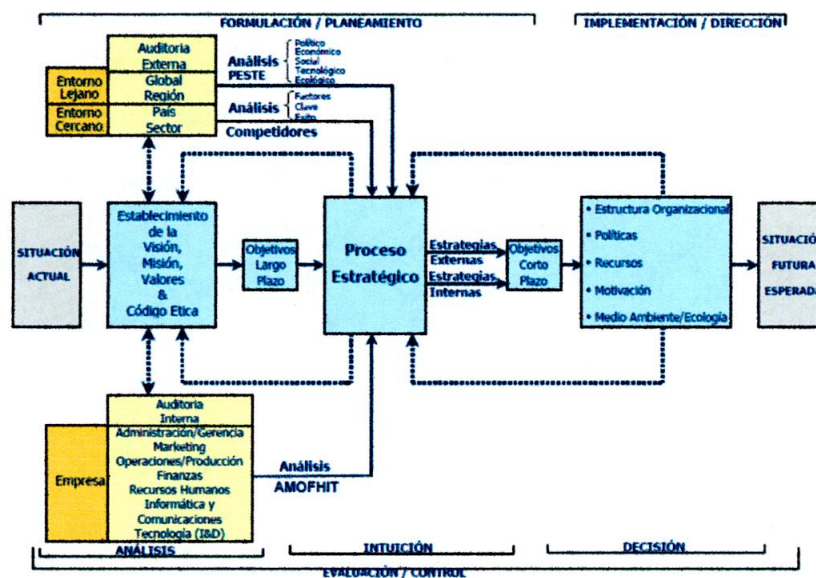 FORMULACIÓN / PLANEAMIENTO
IMPLEMENTACIÓN / DIRECCIÓN
Auditoria
Externa
Entorno
Lejano
Global
Región
Entorno
Cercano
País
Sector
Análisis
PESTE
Político
Económico
Social
Tecnológico
Ecológico
Análisis
Factores
Clave
Exito
Competidores
SITUACIÓN
ACTUAL
Establecimiento
de la
Visión,
Misión,
Valores
&
Código Etica
Objetivos
Largo
Plazo
Proceso
Estratégico
Estrategias
Externas
Estrategias
Internas
Objetivos
Corto
Plazo
• Estructura Organizacional
• Políticas
• Recursos
• Motivación
• Medio Ambiente/Ecología
SITUACIÓN
FUTURA
ESPERADA
Auditoria
Interna
Empresa
Administración/Gerencia
Marketing
Operaciones/Producción
Finanzas
Recursos Humanos
Informática y
Comunicaciones
Tecnología (I&D)
Análisis
AMOFHIT
ANÁLISIS
INTUICIÓN
DECISIÓN
EVALUACIÓN / CONTROL